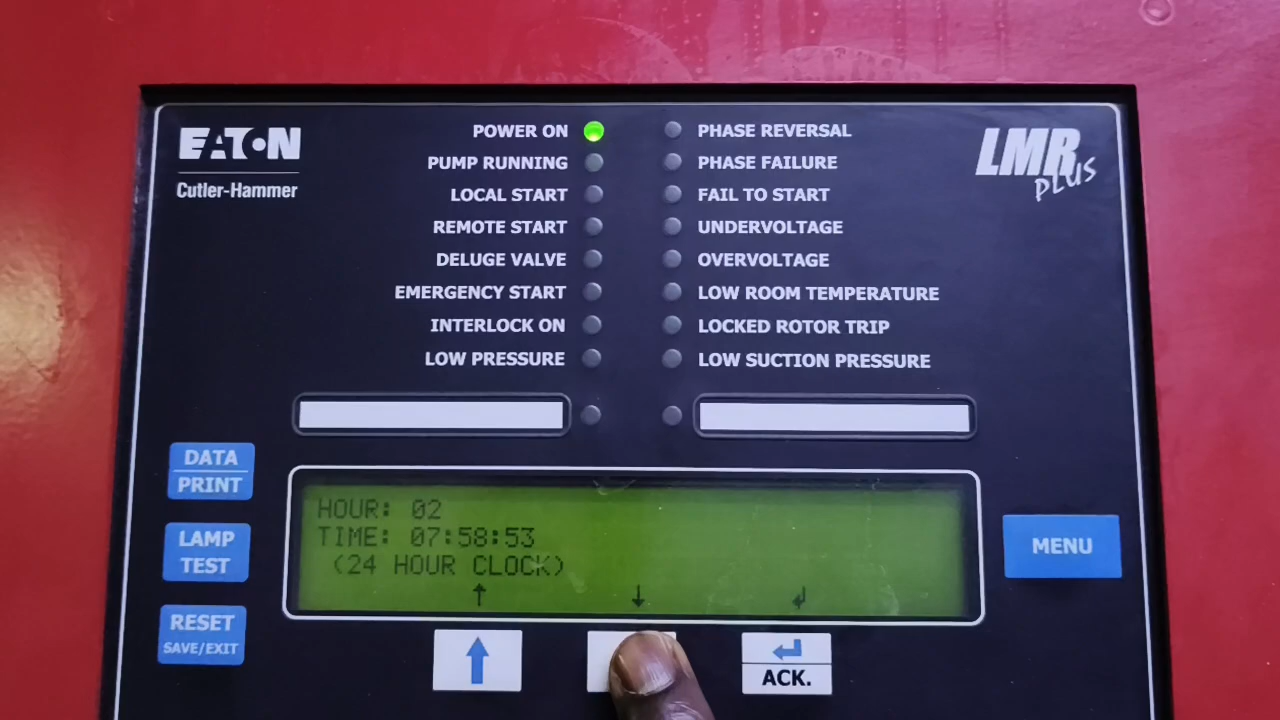 EATON
Cutler-Hammer
LMR
PLUS
POWER ON
PUMP RUNNING
LOCAL START
REMOTE START
DELUGE VALVE
EMERGENCY START
INTERLOCK ON
LOW PRESSURE
PHASE REVERSAL
PHASE FAILURE
FAIL TO START
UNDERVOLTAGE
OVERVOLTAGE
LOW ROOM TEMPERATURE
LOCKED ROTOR TRIP
LOW SUCTION PRESSURE
DATA
PRINT
LAMP
TEST
RESET
SAVE/EXIT
HOUR: 02
TIME: 07:58:53
(24 HOUR CLOCK)
↑ ↓ ↲
MENU
ACK.